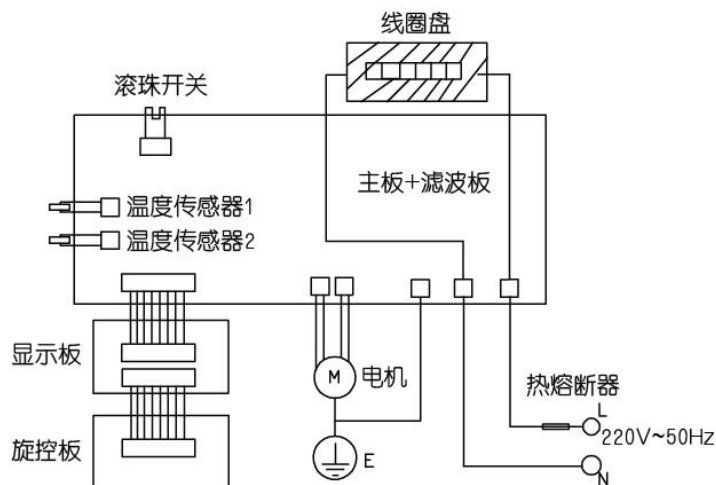 线圈盘
滚珠开关
主板+滤波板
温度传感器1
温度传感器2
显示板
M
电机
热熔断器
L
220V~50Hz
旋控板
E
N